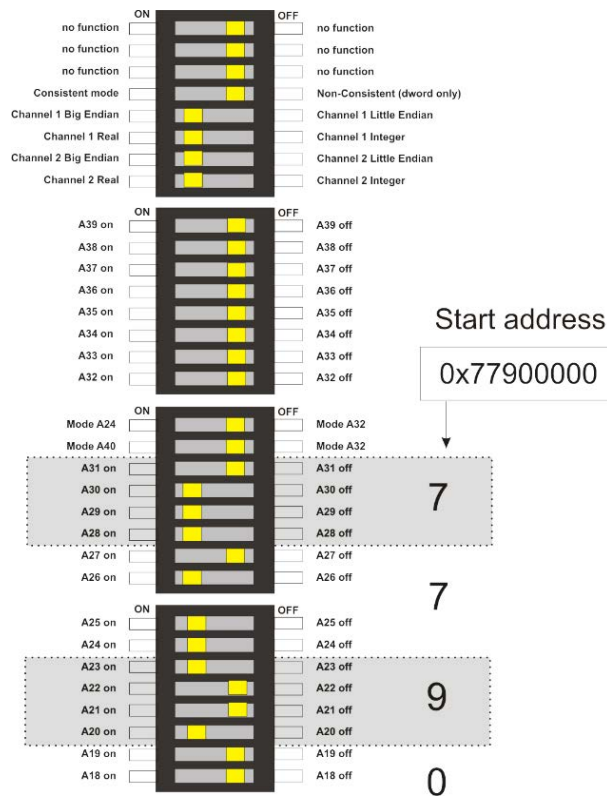 ON OFF
no function no function
no function no function
no function no function
Consistent mode Non-Consistent (dword only)
Channel 1 Big Endian Channel 1 Little Endian
Channel 1 Real Channel 1 Integer
Channel 2 Big Endian Channel 2 Little Endian
Channel 2 Real Channel 2 Integer
ON OFF
A39 on A39 off
A38 on A38 off
A37 on A37 off
A36 on A36 off
A35 on A35 off
A34 on A34 off
A33 on A33 off
A32 on A32 off
Start address
0x77900000
ON OFF
Mode A24 Mode A32
Mode A40 Mode A32
A31 on A31 off
A30 on A30 off
A29 on A29 off
A28 on A28 off
7
A27 on A27 off
A26 on A26 off
7
ON OFF
A25 on A25 off
A24 on A24 off
A23 on A23 off
A22 on A22 off
A21 on A21 off
A20 on A20 off
9
A19 on A19 off
A18 on A18 off
0